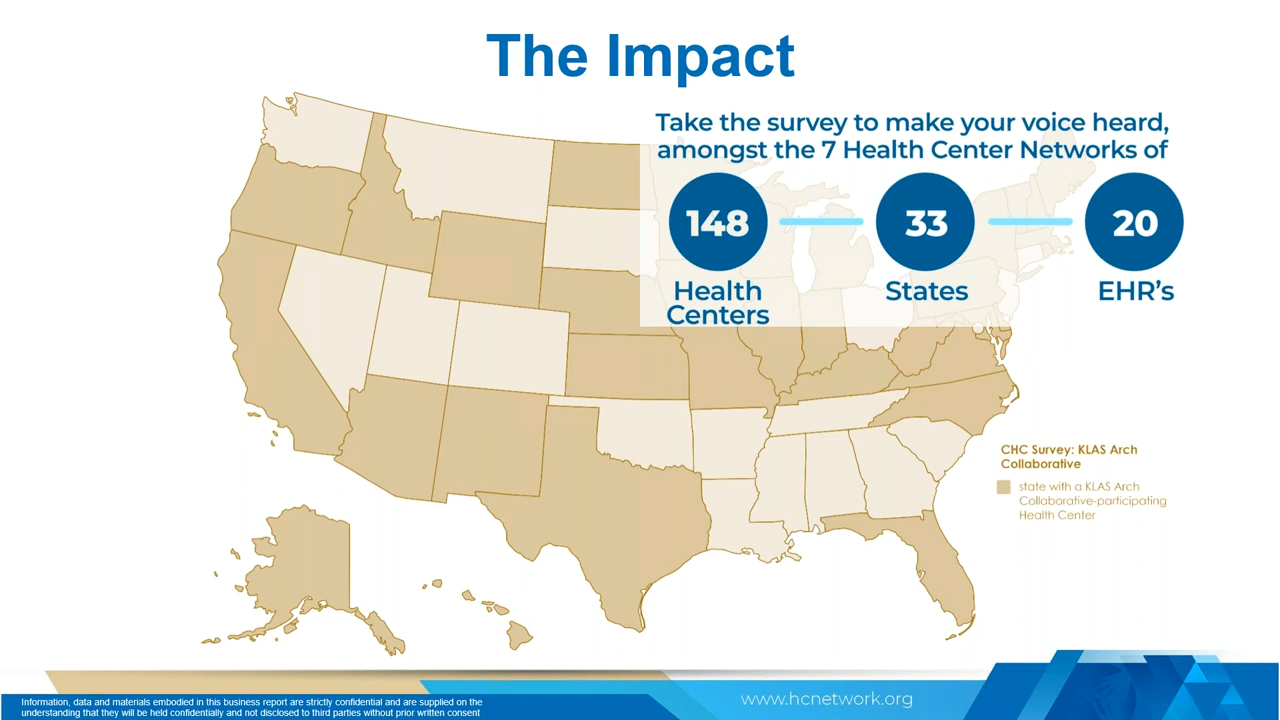 The Impact
Take the survey to make your voice heard,
amongst the 7 Health Center Networks of
148
33
20
Health
Centers
States
EHR's
CHC Survey: KLAS Arch
Collaborative
state with a KLAS Arch
Collaborative-participating
Health Center
Information, data and materials embodied in this business report are strictly confidential and are supplied on the
understanding that they will be held confidentially and not disclosed to third parties without prior written consent
www.hcnetwork.org